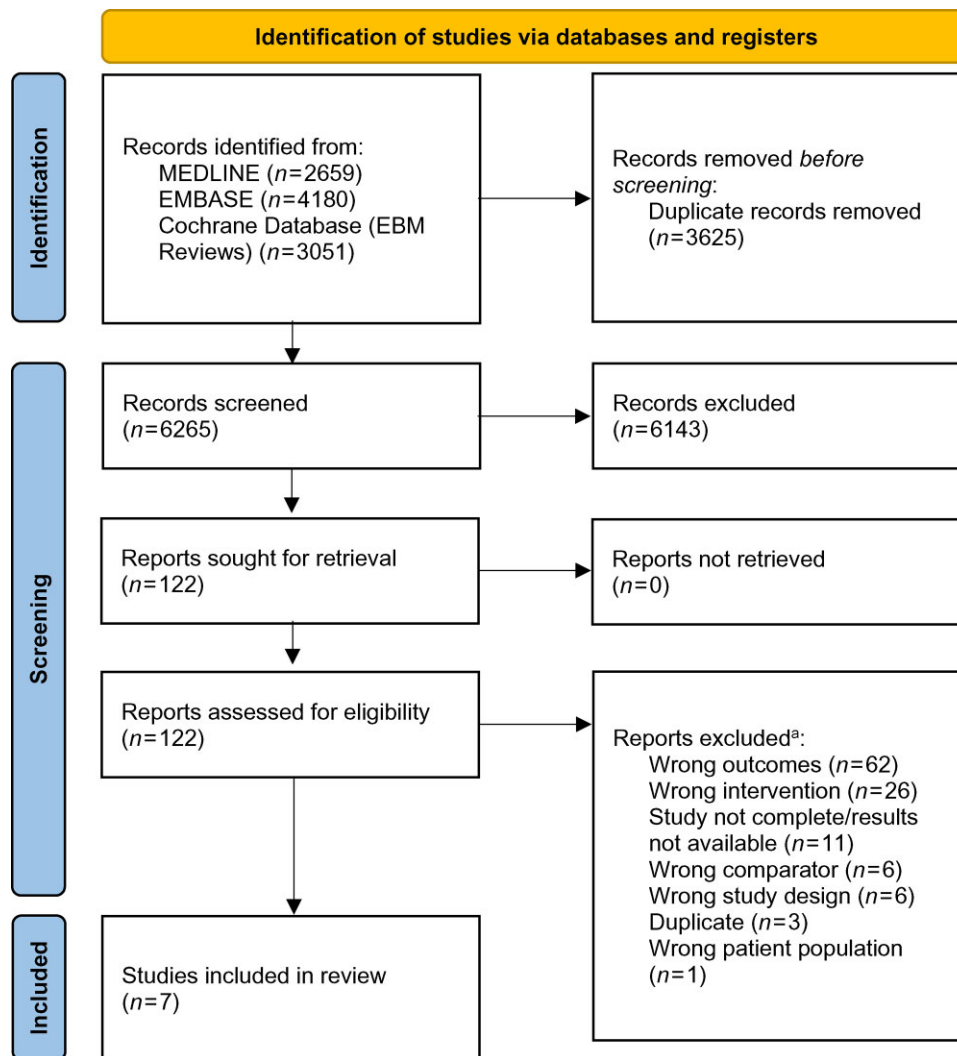 Identification of studies via databases and registers
Identification
Records identified from:
MEDLINE (n=2659)
EMBASE (n=4180)
Cochrane Database (EBM
Reviews) (n=3051)
Records removed before
screening:
Duplicate records removed
(n=3625)
Screening
Records screened
(n=6265)
Records excluded
(n=6143)
Reports sought for retrieval
(n=122)
Reports not retrieved
(n=0)
Reports assessed for eligibility
(n=122)
Reports excludedᵃ:
Wrong outcomes (n=62)
Wrong intervention (n=26)
Study not complete/results
not available (n=11)
Wrong comparator (n=6)
Wrong study design (n=6)
Duplicate (n=3)
Wrong patient population
(n=1)
Included
Studies included in review
(n=7)